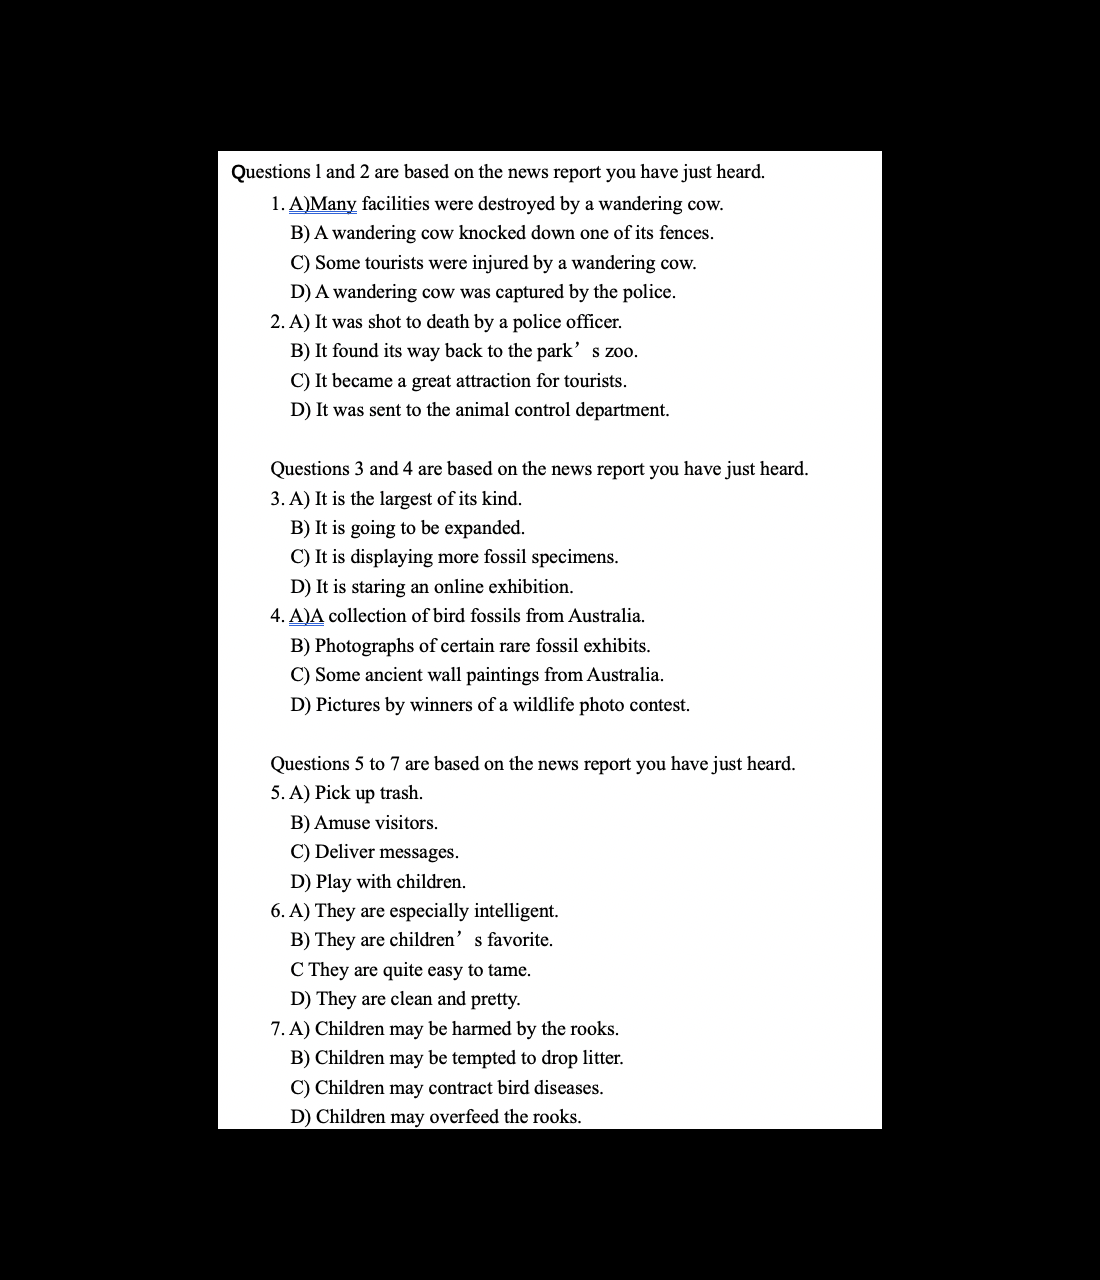 Questions l and 2 are based on the news report you have just heard.
1. A)Many facilities were destroyed by a wandering cow.
B) A wandering cow knocked down one of its fences.
C) Some tourists were injured by a wandering cow.
D) A wandering cow was captured by the police.
2. A) It was shot to death by a police officer.
B) It found its way back to the park’s zoo.
C) It became a great attraction for tourists.
D) It was sent to the animal control department.
Questions 3 and 4 are based on the news report you have just heard.
3. A) It is the largest of its kind.
B) It is going to be expanded.
C) It is displaying more fossil specimens.
D) It is staring an online exhibition.
4. A)A collection of bird fossils from Australia.
B) Photographs of certain rare fossil exhibits.
C) Some ancient wall paintings from Australia.
D) Pictures by winners of a wildlife photo contest.
Questions 5 to 7 are based on the news report you have just heard.
5. A) Pick up trash.
B) Amuse visitors.
C) Deliver messages.
D) Play with children.
6. A) They are especially intelligent.
B) They are children’s favorite.
C They are quite easy to tame.
D) They are clean and pretty.
7. A) Children may be harmed by the rooks.
B) Children may be tempted to drop litter.
C) Children may contract bird diseases.
D) Children may overfeed the rooks.